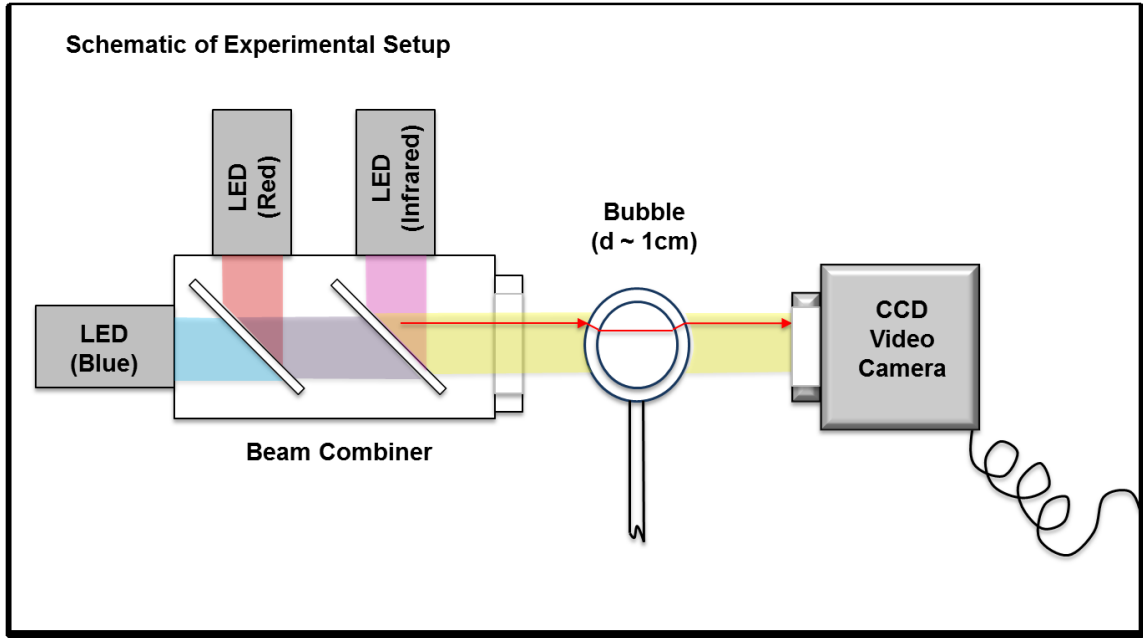 Schematic of Experimental Setup
LED
(Red)
LED
(Infrared)
Bubble
(d ~ 1cm)
LED
(Blue)
CCD
Video
Camera
Beam Combiner